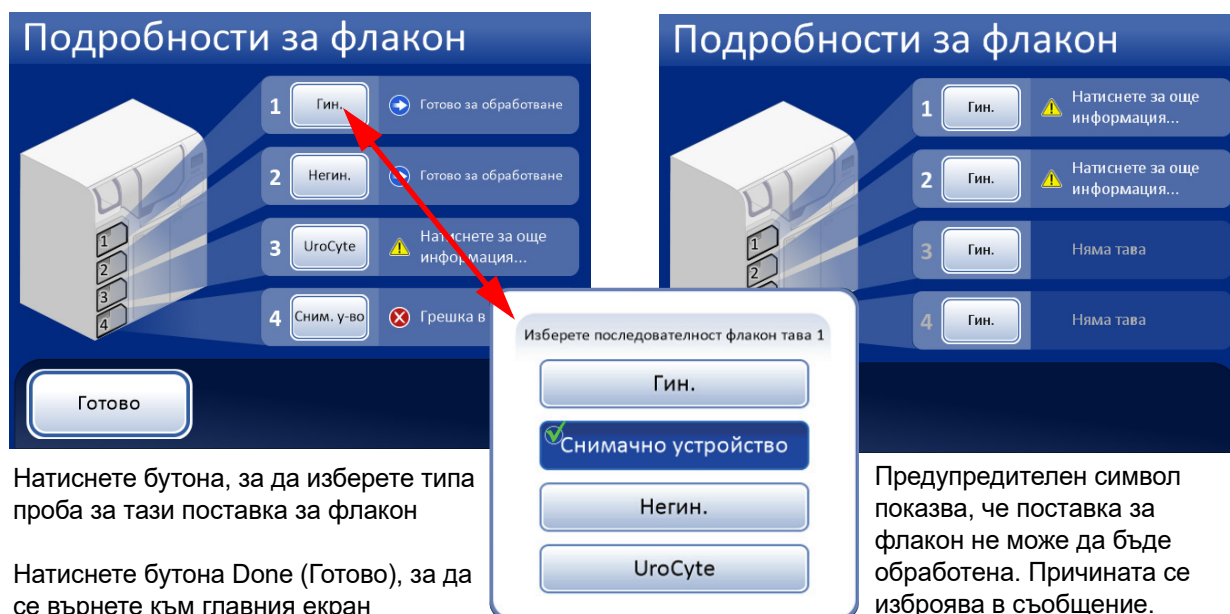 Подробности за флакон
1 Гин. Готово за обработване
2 Негин. Готово за обработване
3 UroCyte Натиснете за още
информация...
4 Сним. у-во Грешка в
1
2
3
4
Готово
Изберете последователност флакон тава 1
Гин.
Снимачно устройство
Негин.
UroCyte
Подробности за флакон
1 Гин. Натиснете за още
информация...
2 Гин. Натиснете за още
информация...
3 Гин. Няма тава
4 Гин. Няма тава
1
2
Натиснете бутона, за да изберете типа
проба за тази поставка за флакон
Натиснете бутона Done (Готово), за да
се върнете към главния екран
Предупредителен символ
показва, че поставка за
флакон не може да бъде
обработена. Причината се
изброява в съобщение.